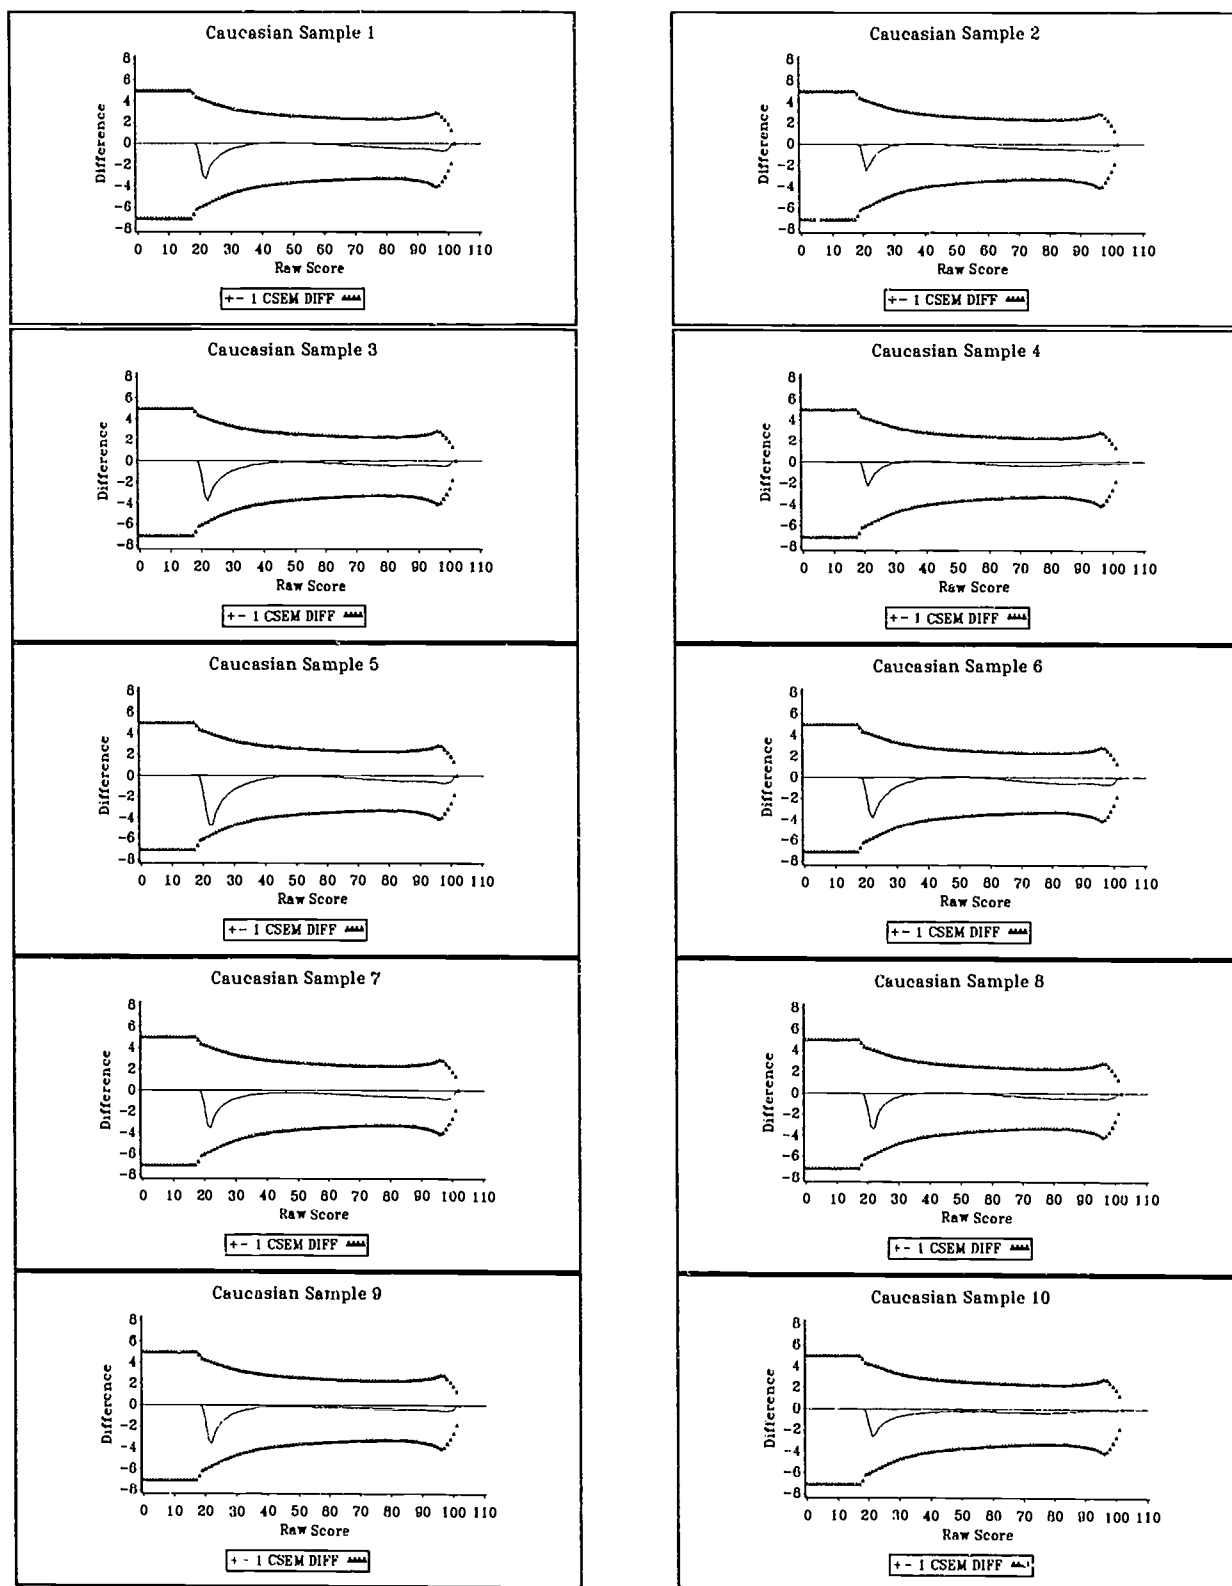 Caucasian Sample 1
8
6
4
2
0
-2
-4
-6
-8
Difference
0 10 20 30 40 50 60 70 80 90 100 110
Raw Score
+- 1 CSEM DIFF
Caucasian Sample 2
8
6
4
2
0
-2
-4
-6
-8
Difference
0 10 20 30 40 50 60 70 80 90 100 110
Raw Score
+- 1 CSEM DIFF
Caucasian Sample 3
8
6
4
2
0
-2
-4
-6
-8
Difference
0 10 20 30 40 50 60 70 80 90 100 110
Raw Score
+- 1 CSEM DIFF
Caucasian Sample 4
8
6
4
2
0
-2
-4
-6
-8
Difference
0 10 20 30 40 50 60 70 80 90 100 110
Raw Score
+- 1 CSEM DIFF
Caucasian Sample 5
8
6
4
2
0
-2
-4
-6
-8
Difference
0 10 20 30 40 50 60 70 80 90 100 110
Raw Score
+- 1 CSEM DIFF
Caucasian Sample 6
8
6
4
2
0
-2
-4
-6
-8
Difference
0 10 20 30 40 50 60 70 80 90 100 110
Raw Score
+- 1 CSEM DIFF
Caucasian Sample 7
8
6
4
2
0
-2
-4
-6
-8
Difference
0 10 20 30 40 50 60 70 80 90 100 110
Raw Score
+- 1 CSEM DIFF
Caucasian Sample 8
8
6
4
2
0
-2
-4
-6
-8
Difference
0 10 20 30 40 50 60 70 80 90 100 110
Raw Score
+- 1 CSEM DIFF
Caucasian Sample 9
8
6
4
2
0
-2
-4
-6
-8
Difference
0 10 20 30 40 50 60 70 80 90 100 110
Raw Score
+- 1 CSEM DIFF
Caucasian Sample 10
8
6
4
2
0
-2
-4
-6
-8
Difference
0 10 20 30 40 50 60 70 80 90 100 110
Raw Score
+- 1 CSEM DIFF